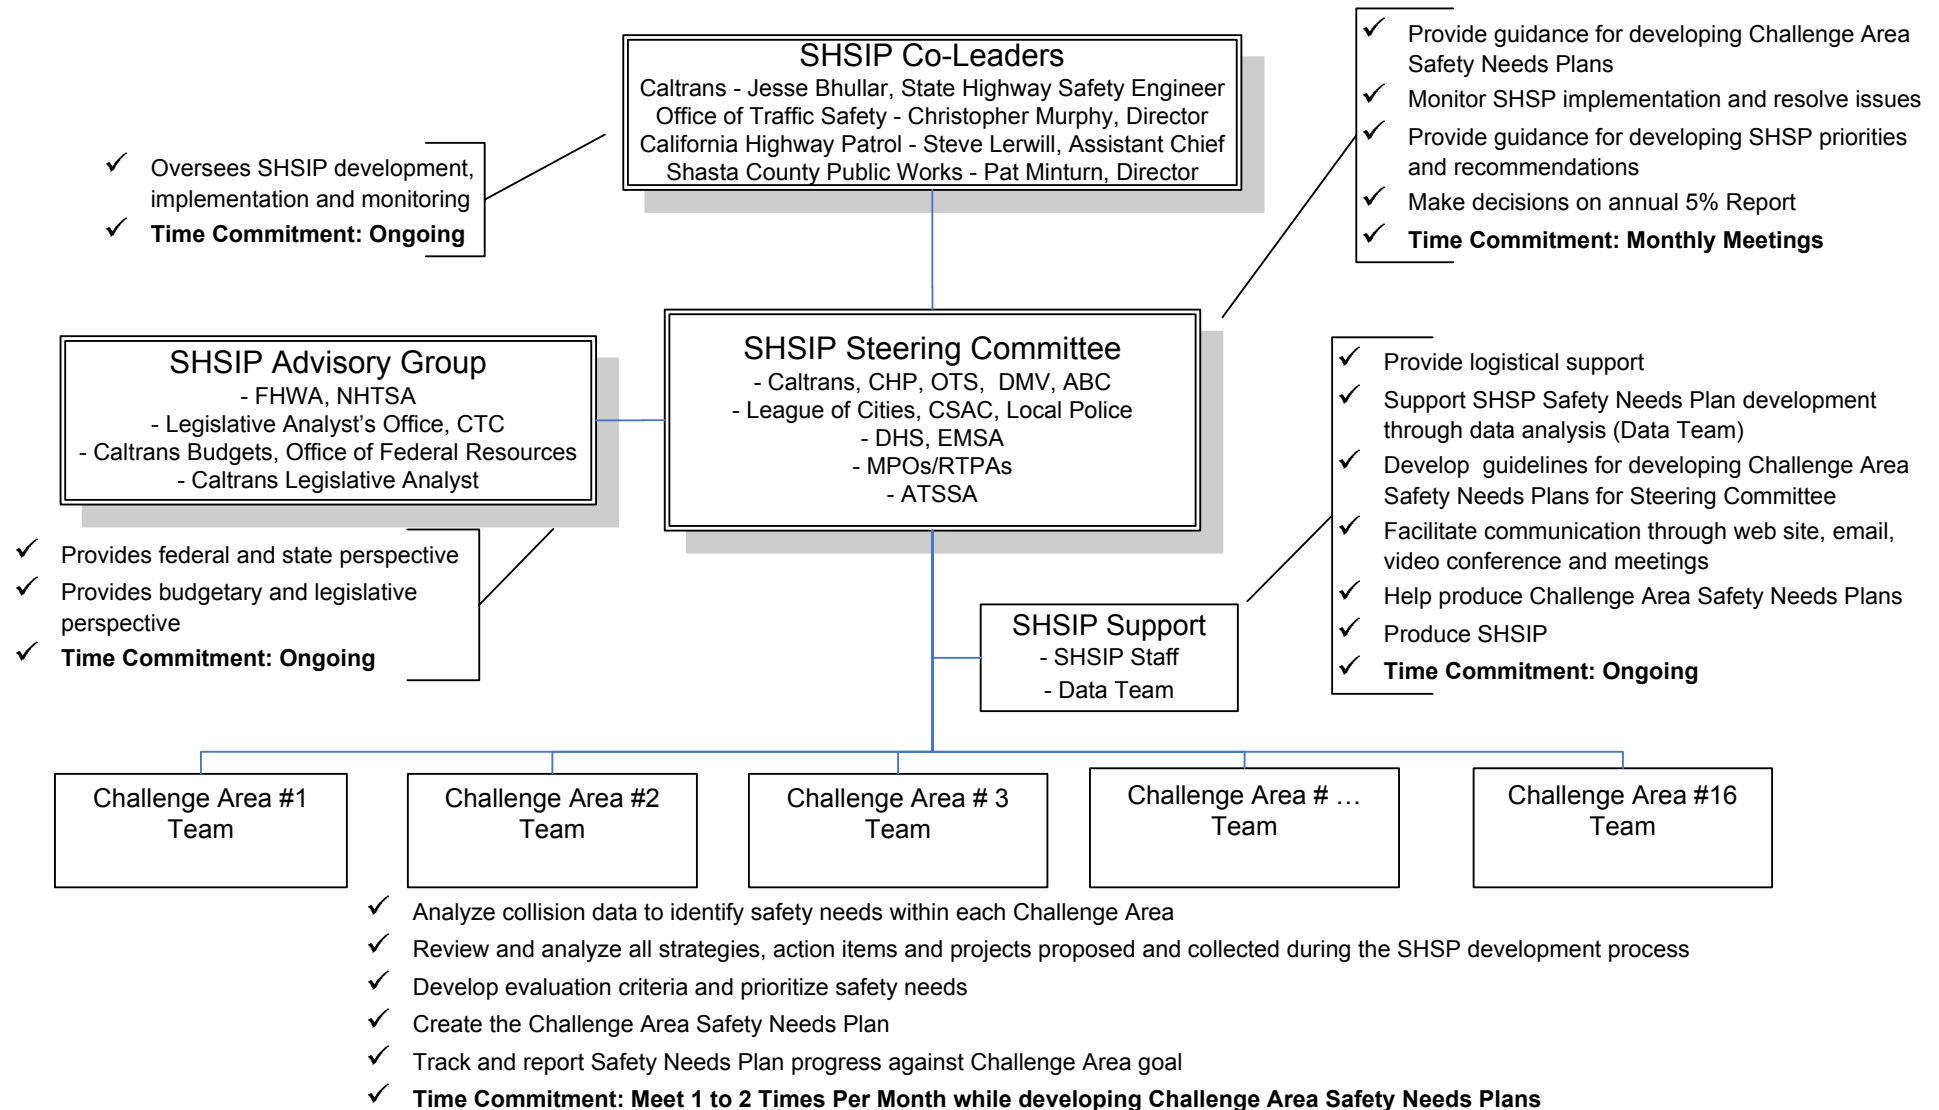 SHSIP Co-Leaders
Caltrans - Jesse Bhullar, State Highway Safety Engineer
Office of Traffic Safety - Christopher Murphy, Director
California Highway Patrol - Steve Lerwill, Assistant Chief
Shasta County Public Works - Pat Minturn, Director
✓ Oversees SHSIP development,
implementation and monitoring
✓ Time Commitment: Ongoing
✓ Provide guidance for developing Challenge Area
Safety Needs Plans
✓ Monitor SHSP implementation and resolve issues
✓ Provide guidance for developing SHSP priorities
and recommendations
✓ Make decisions on annual 5% Report
✓ Time Commitment: Monthly Meetings
SHSIP Advisory Group
- FHWA, NHTSA
- Legislative Analyst’s Office, CTC
- Caltrans Budgets, Office of Federal Resources
- Caltrans Legislative Analyst
SHSIP Steering Committee
- Caltrans, CHP, OTS, DMV, ABC
- League of Cities, CSAC, Local Police
- DHS, EMSA
- MPOs/RTPAs
- ATSSA
✓ Provides federal and state perspective
✓ Provides budgetary and legislative
perspective
✓ Time Commitment: Ongoing
✓ Provide logistical support
✓ Support SHSP Safety Needs Plan development
through data analysis (Data Team)
✓ Develop guidelines for developing Challenge Area
Safety Needs Plans for Steering Committee
✓ Facilitate communication through web site, email,
video conference and meetings
✓ Help produce Challenge Area Safety Needs Plans
✓ Produce SHSIP
✓ Time Commitment: Ongoing
SHSIP Support
- SHSIP Staff
- Data Team
Challenge Area #1
Team
Challenge Area #2
Team
Challenge Area # 3
Team
Challenge Area # …
Team
Challenge Area #16
Team
✓ Analyze collision data to identify safety needs within each Challenge Area
✓ Review and analyze all strategies, action items and projects proposed and collected during the SHSP development process
✓ Develop evaluation criteria and prioritize safety needs
✓ Create the Challenge Area Safety Needs Plan
✓ Track and report Safety Needs Plan progress against Challenge Area goal
✓ Time Commitment: Meet 1 to 2 Times Per Month while developing Challenge Area Safety Needs Plans